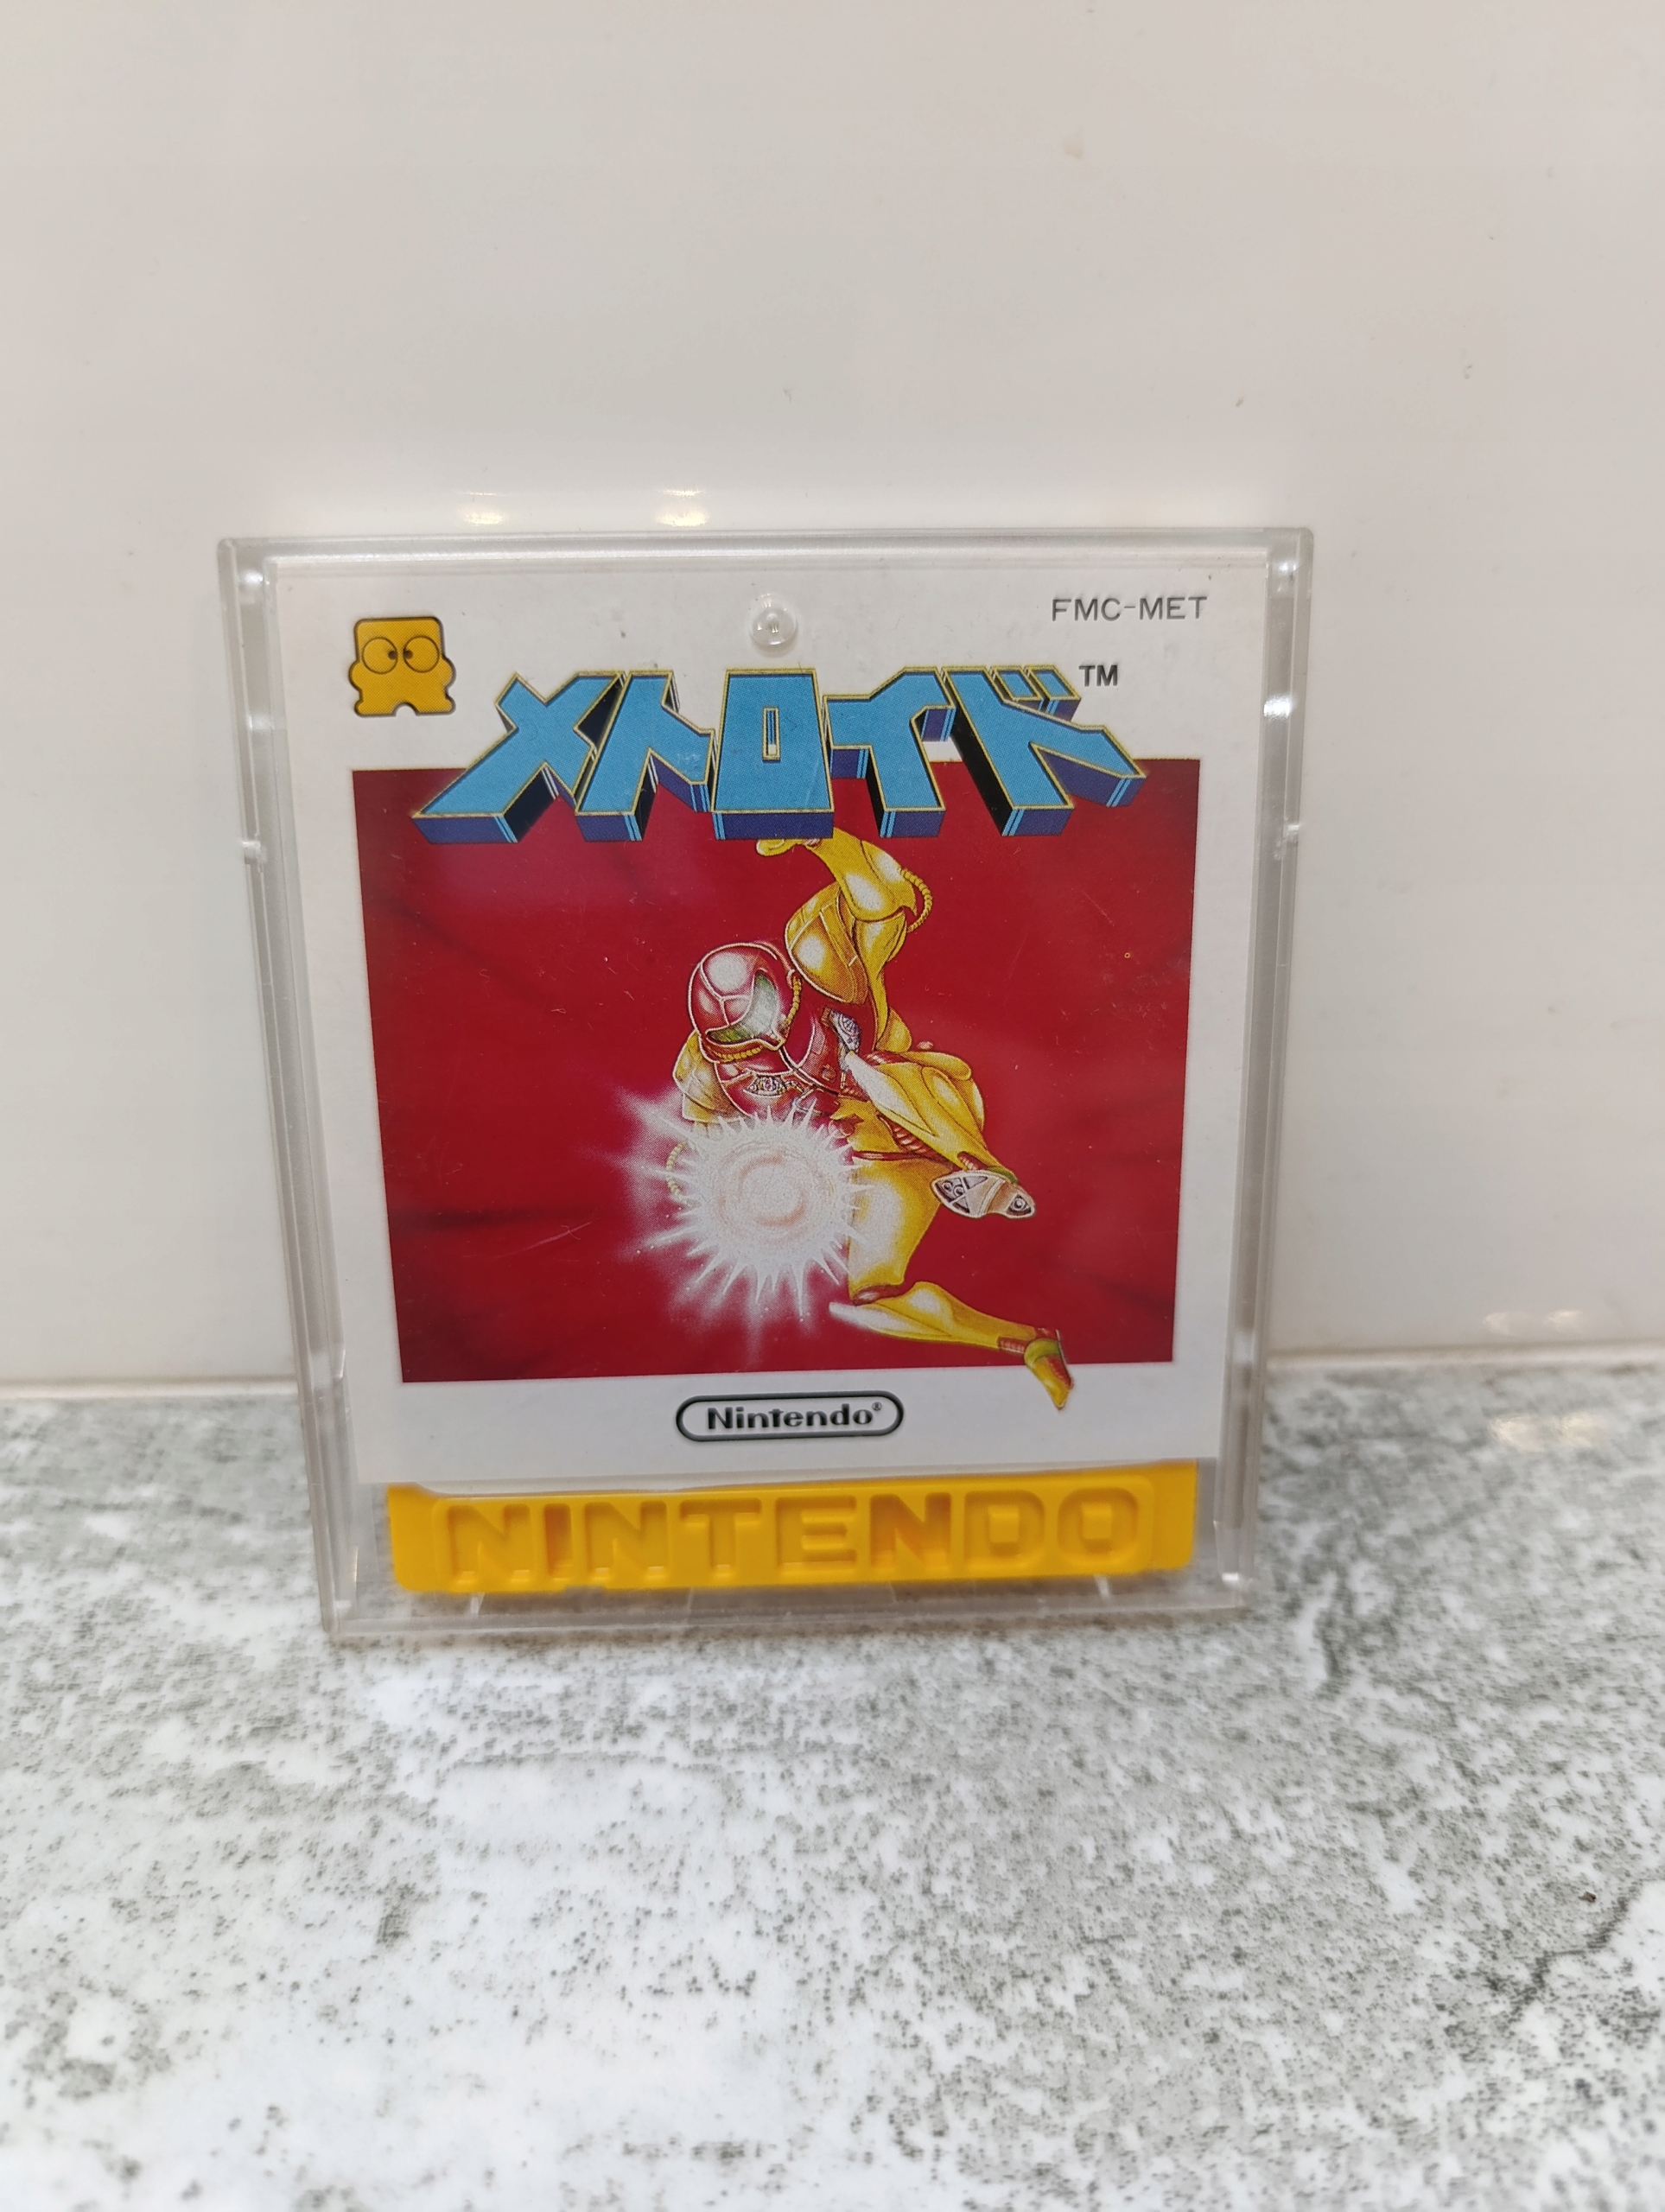 FMC-MET
メトロイド™
Nintendo®
NINTENDO